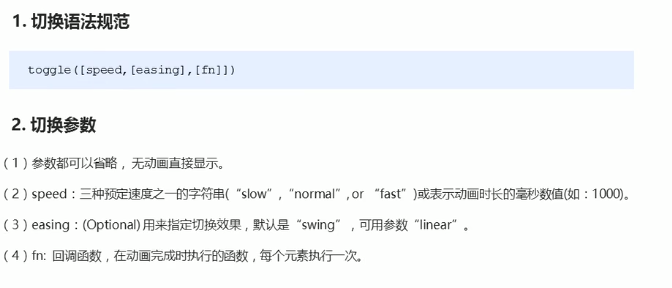 1. 切换语法规范
toggle([speed,[easing],[fn]])
2. 切换参数
(1)参数都可以省略，无动画直接显示。
(2)speed：三种预定速度之一的字符串(“slow”,“normal”, or “fast”)或表示动画时长的毫秒数值(如：1000)。
(3)easing：(Optional) 用来指定切换效果，默认是“swing”，可用参数“linear”。
(4)fn: 回调函数，在动画完成时执行的函数，每个元素执行一次。